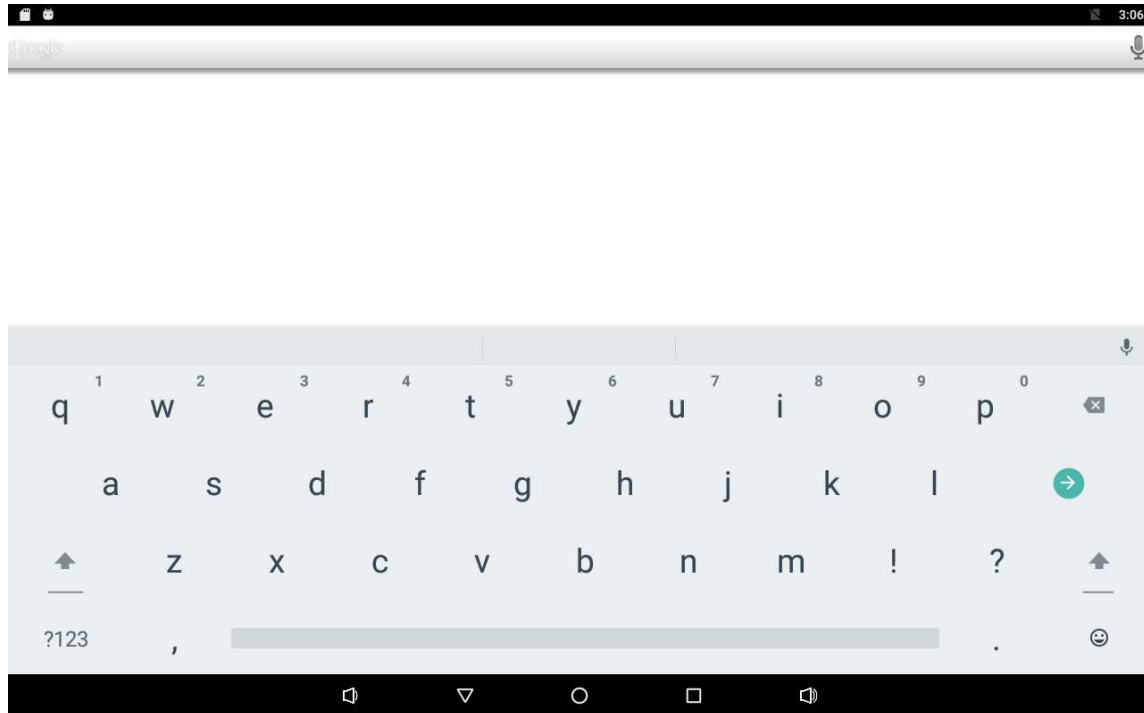 3:06
Google
1 2 3 4 5 6 7 8 9 0
q w e r t y u i o p
a s d f g h j k l
z x c v b n m ! ?
?123 , .